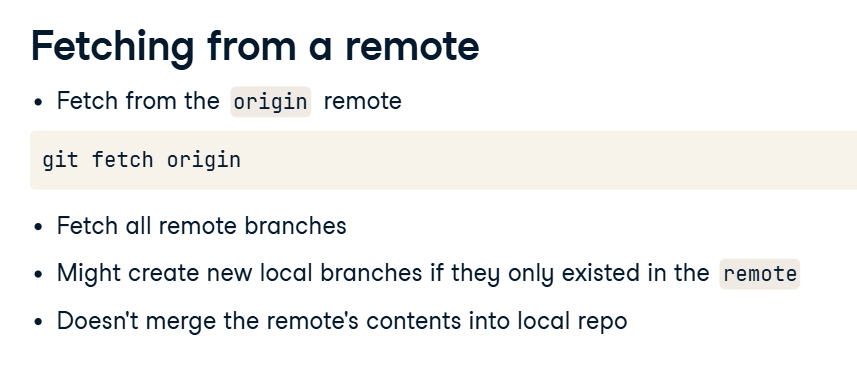 Fetching from a remote
• Fetch from the origin remote
git fetch origin
• Fetch all remote branches
• Might create new local branches if they only existed in the remote
• Doesn't merge the remote's contents into local repo